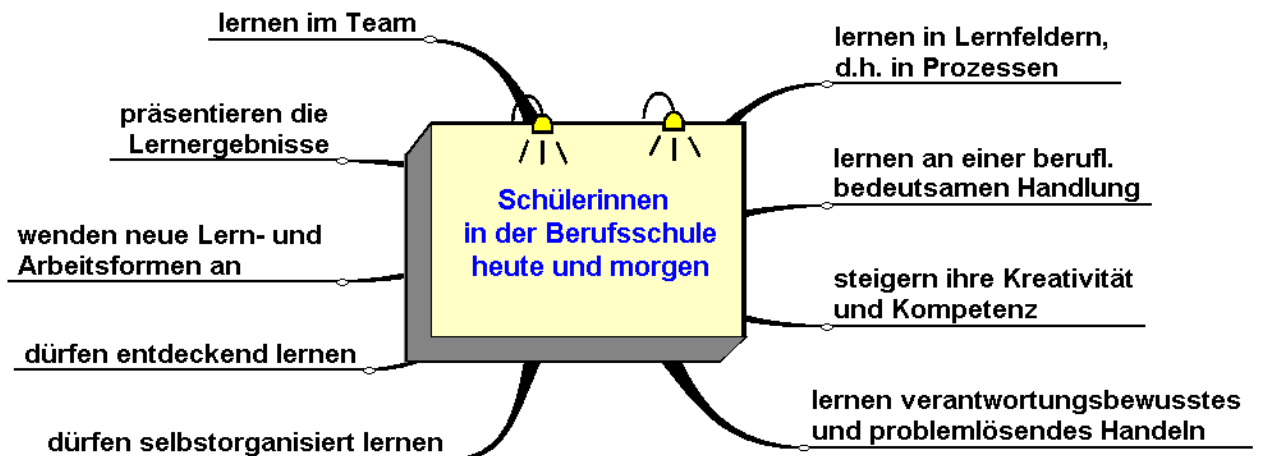 lernen im Team
präsentieren die
Lernergebnisse
wenden neue Lern- und
Arbeitsformen an
dürfen entdeckend lernen
dürfen selbstorganisiert lernen
Schülerinnen
in der Berufsschule
heute und morgen
lernen in Lernfeldern,
d.h. in Prozessen
lernen an einer berufl.
bedeutsamen Handlung
steigern ihre Kreativität
und Kompetenz
lernen verantwortungsbewusstes
und problemlösendes Handeln